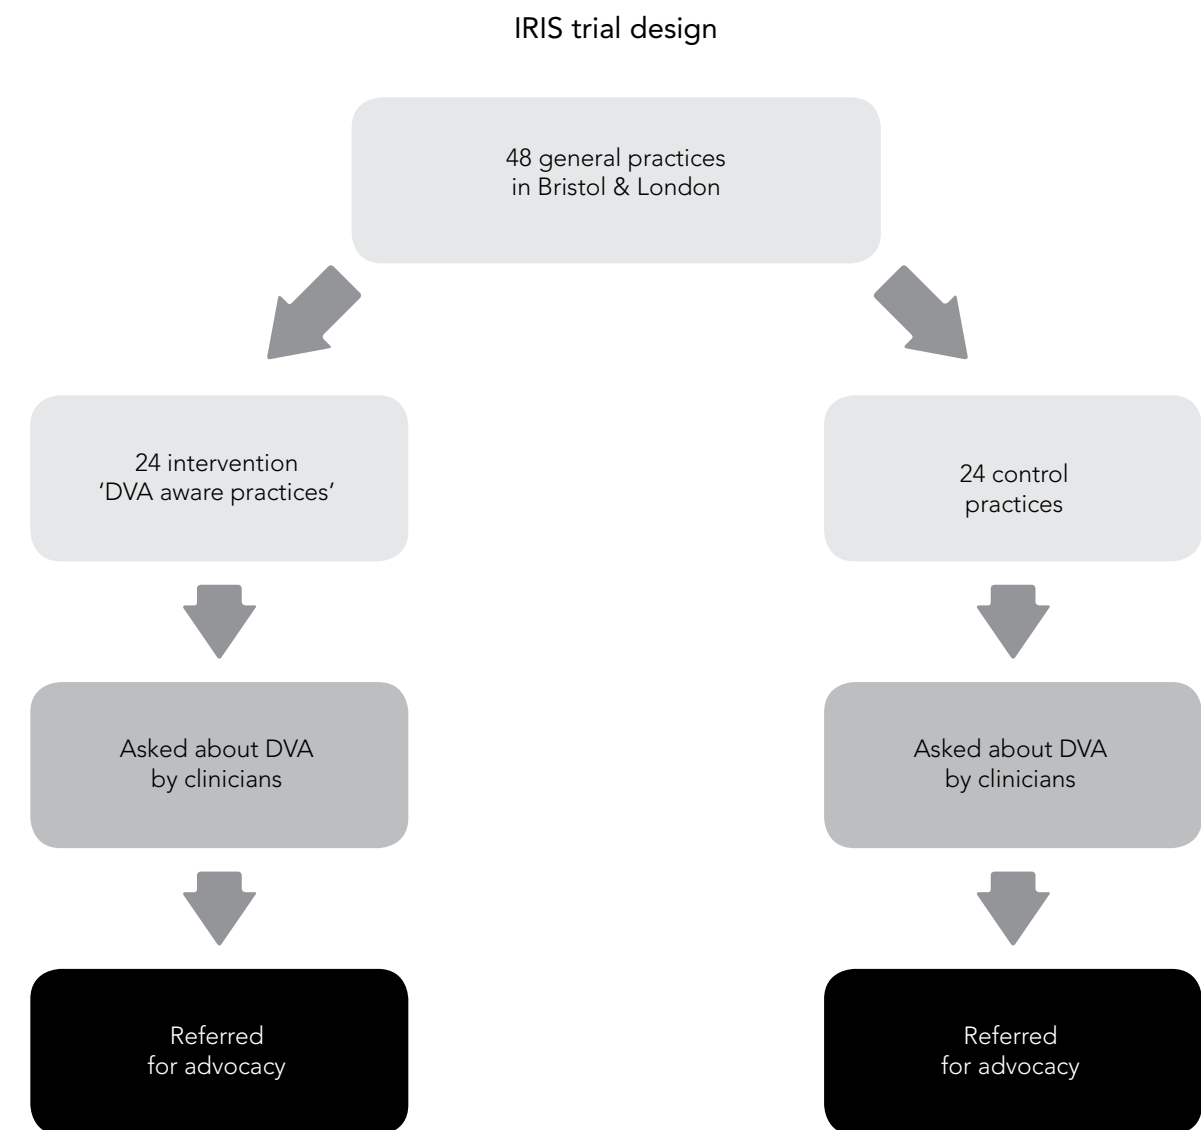 IRIS trial design
48 general practices
in Bristol & London
24 intervention
‘DVA aware practices’
24 control
practices
Asked about DVA
by clinicians
Asked about DVA
by clinicians
Referred
for advocacy
Referred
for advocacy